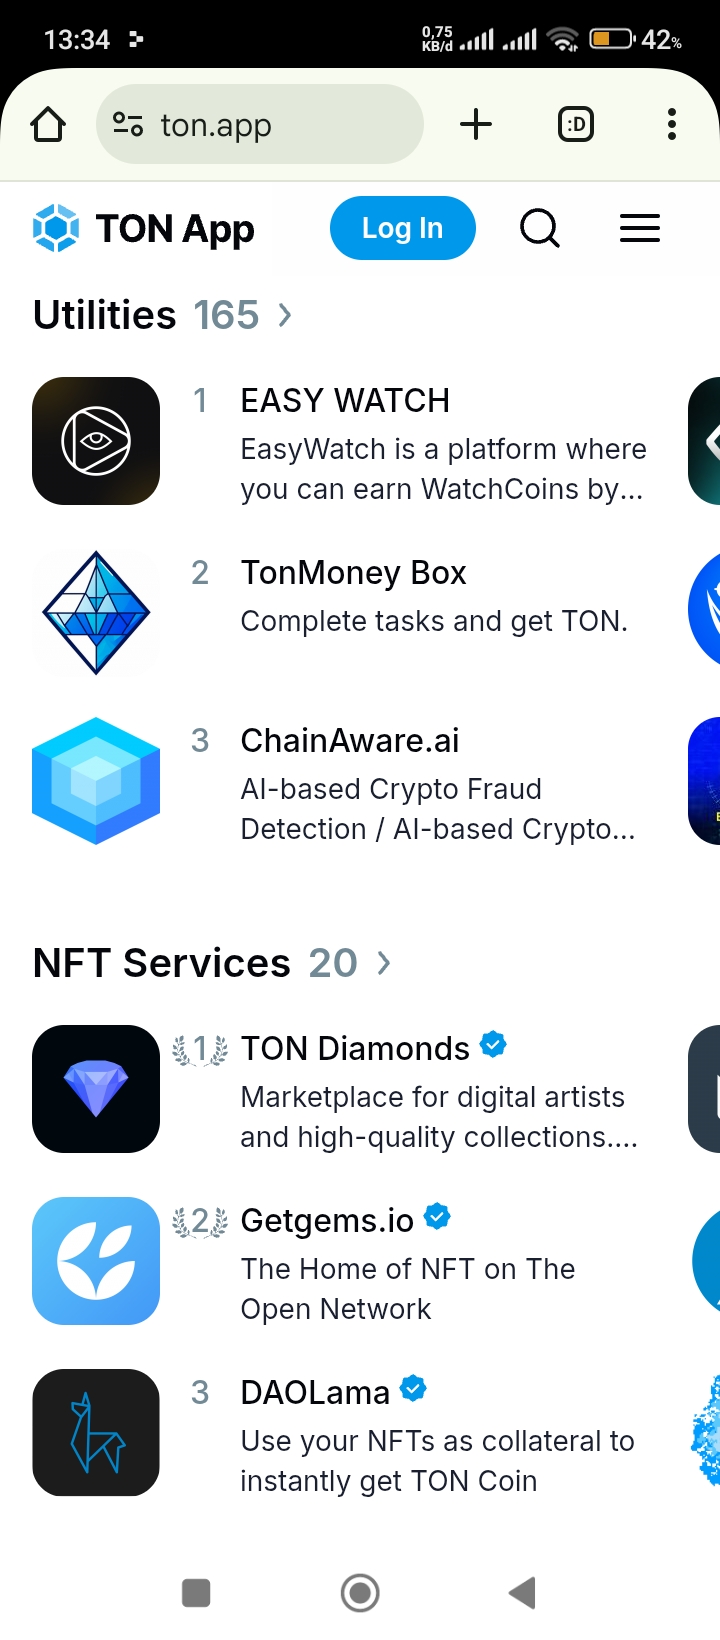 13:34
0,75 KB/d
42%
ton.app
:D
TON App
Log In
Utilities 165
1 EASY WATCH
EasyWatch is a platform where
you can earn WatchCoins by...
2 TonMoney Box
Complete tasks and get TON.
3 ChainAware.ai
AI-based Crypto Fraud
Detection / AI-based Crypto...
NFT Services 20
1 TON Diamonds
Marketplace for digital artists
and high-quality collections....
2 Getgems.io
The Home of NFT on The
Open Network
3 DAOLama
Use your NFTs as collateral to
instantly get TON Coin